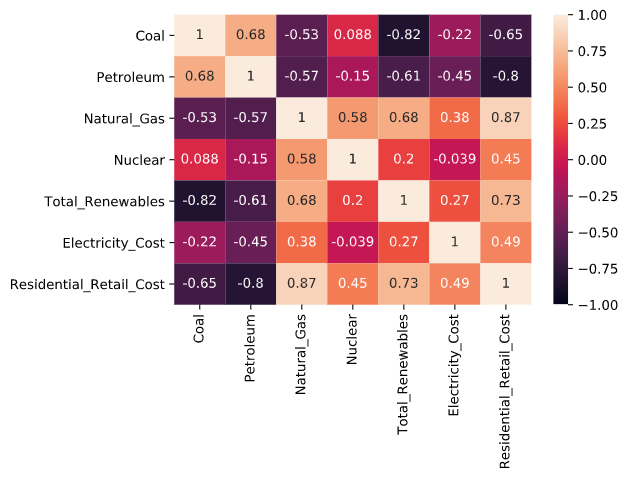 Coal 1 0.68 -0.53 0.088 -0.82 -0.22 -0.65
Petroleum 0.68 1 -0.57 -0.15 -0.61 -0.45 -0.8
Natural_Gas -0.53 -0.57 1 0.58 0.68 0.38 0.87
Nuclear 0.088 -0.15 0.58 1 0.2 -0.039 0.45
Total_Renewables -0.82 -0.61 0.68 0.2 1 0.27 0.73
Electricity_Cost -0.22 -0.45 0.38 -0.039 0.27 1 0.49
Residential_Retail_Cost -0.65 -0.8 0.87 0.45 0.73 0.49 1
Coal
Petroleum
Natural_Gas
Nuclear
Total_Renewables
Electricity_Cost
Residential_Retail_Cost
1.00
0.75
0.50
0.25
0.00
−0.25
−0.50
−0.75
−1.00